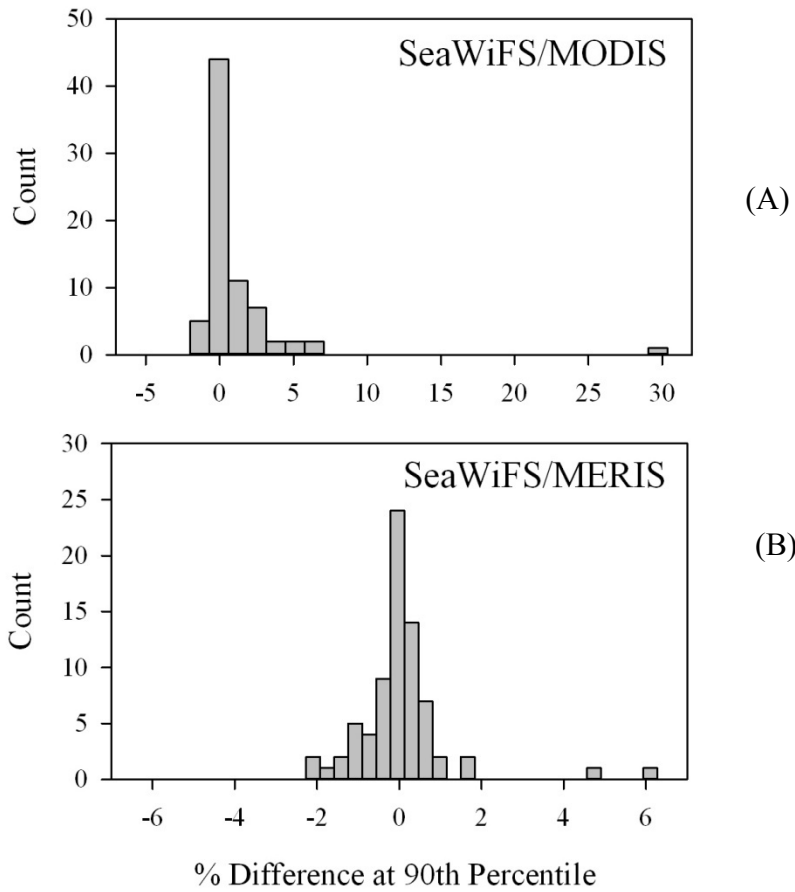 50
SeaWiFS/MODIS
40
30
Count
(A)
20
10
0
-5 0 5 10 15 20 25 30
30
SeaWiFS/MERIS
25
20
(B)
Count
15
10
5
0
-6 -4 -2 0 2 4 6
% Difference at 90th Percentile